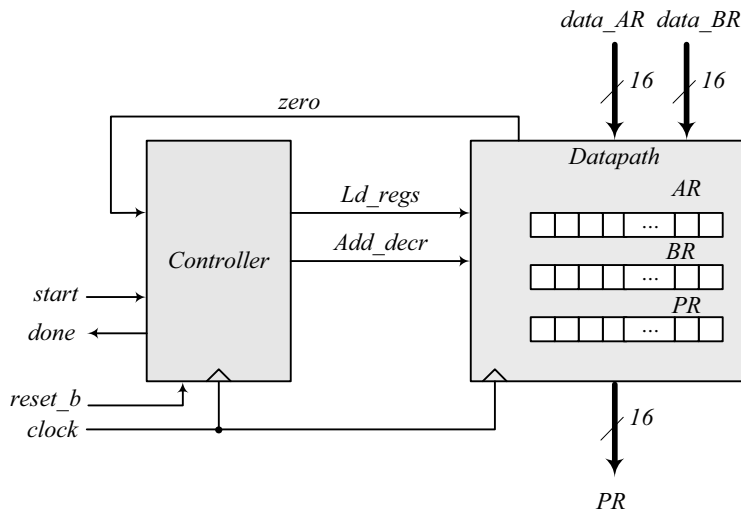 data_AR data_BR
16 16
zero
Datapath
AR
Ld_regs
...
Add_decr
BR
Controller
...
start
PR
done
...
reset_b
clock
16
PR